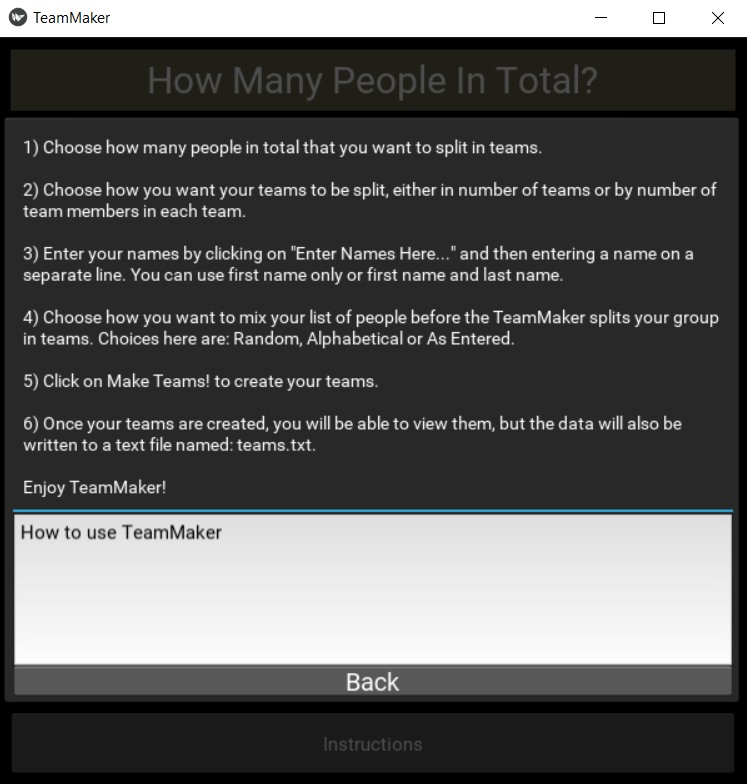 TeamMaker
How Many People In Total?
1) Choose how many people in total that you want to split in teams.
2) Choose how you want your teams to be split, either in number of teams or by number of
team members in each team.
3) Enter your names by clicking on "Enter Names Here..." and then entering a name on a
separate line. You can use first name only or first name and last name.
4) Choose how you want to mix your list of people before the TeamMaker splits your group
in teams. Choices here are: Random, Alphabetical or As Entered.
5) Click on Make Teams! to create your teams.
6) Once your teams are created, you will be able to view them, but the data will also be
written to a text file named: teams.txt.
Enjoy TeamMaker!
How to use TeamMaker
Back
Instructions